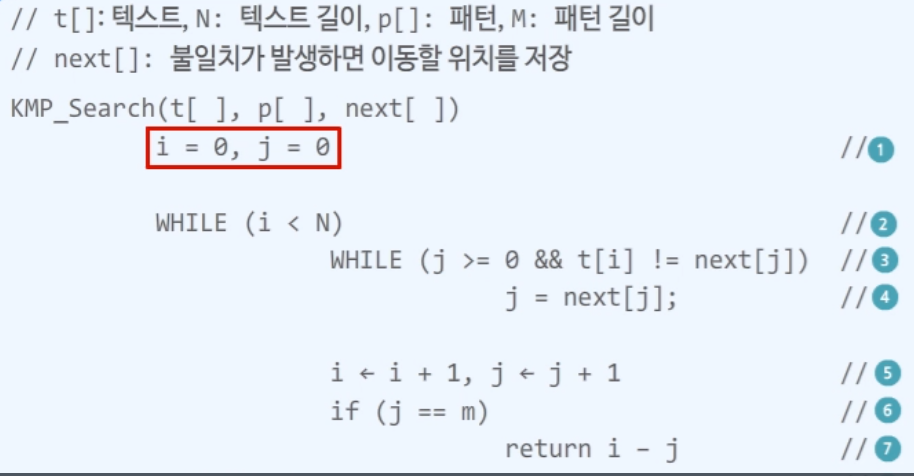 // t[]: 텍스트, N: 텍스트 길이, p[]: 패턴, M: 패턴 길이
// next[]: 불일치가 발생하면 이동할 위치를 저장
KMP_Search(t[ ], p[ ], next[ ])
i = 0, j = 0 //1
WHILE (i < N) //2
WHILE (j >= 0 && t[i] != next[j]) //3
j = next[j]; //4
i ← i + 1, j ← j + 1 // 5
if (j == m) // 6
return i – j // 7